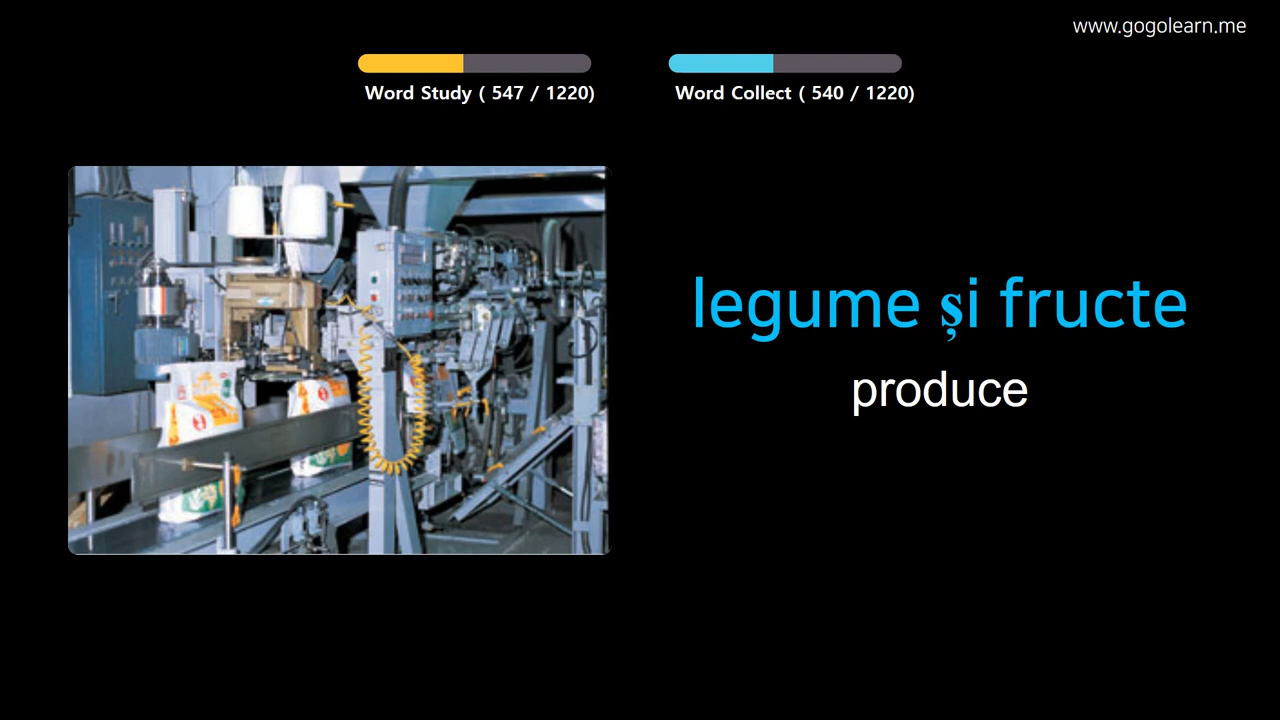 www.gogolearn.me
Word Study ( 547 / 1220)
Word Collect ( 540 / 1220)
legume și fructe
produce